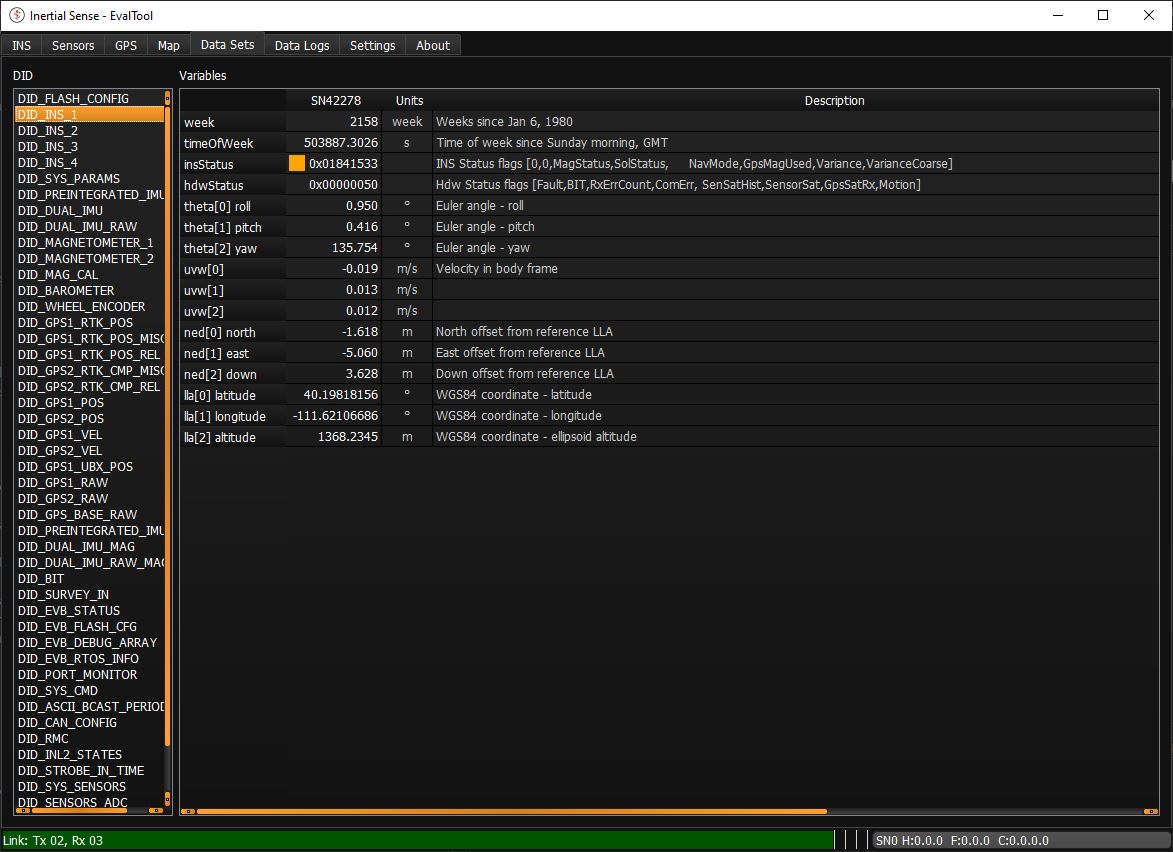 Inertial Sense - EvalTool
INS Sensors GPS Map Data Sets Data Logs Settings About
DID
DID_FLASH_CONFIG
DID_INS_1
DID_INS_2
DID_INS_3
DID_INS_4
DID_SYS_PARAMS
DID_PREINTEGRATED_IMU
DID_DUAL_IMU
DID_DUAL_IMU_RAW
DID_MAGNETOMETER_1
DID_MAGNETOMETER_2
DID_MAG_CAL
DID_BAROMETER
DID_WHEEL_ENCODER
DID_GPS1_RTK_POS
DID_GPS1_RTK_POS_MISC
DID_GPS1_RTK_POS_REL
DID_GPS2_RTK_CMP_MISC
DID_GPS2_RTK_CMP_REL
DID_GPS1_POS
DID_GPS2_POS
DID_GPS1_VEL
DID_GPS2_VEL
DID_GPS1_UBX_POS
DID_GPS1_RAW
DID_GPS2_RAW
DID_GPS_BASE_RAW
DID_PREINTEGRATED_IMU
DID_DUAL_IMU_MAG
DID_DUAL_IMU_RAW_MAG
DID_BIT
DID_SURVEY_IN
DID_EVB_STATUS
DID_EVB_FLASH_CFG
DID_EVB_DEBUG_ARRAY
DID_EVB_RTOS_INFO
DID_PORT_MONITOR
DID_SYS_CMD
DID_ASCII_BCAST_PERIOD
DID_CAN_CONFIG
DID_RMC
DID_INL2_STATES
DID_STROBE_IN_TIME
DID_SYS_SENSORS
DID_SENSORS_ADC
Variables
SN42278 Units Description
week 2158 week Weeks since Jan 6, 1980
timeOfWeek 503887.3026 s Time of week since Sunday morning, GMT
insStatus 0x01841533 INS Status flags [0,0,MagStatus,SolStatus, NavMode,GpsMagUsed,Variance,VarianceCoarse]
hdwStatus 0x00000050 Hdw Status flags [Fault,BIT,RxErrCount,ComErr, SenSatHist,SensorSat,GpsSatRx,Motion]
theta[0] roll 0.950 ° Euler angle - roll
theta[1] pitch 0.416 ° Euler angle - pitch
theta[2] yaw 135.754 ° Euler angle - yaw
uvw[0] -0.019 m/s Velocity in body frame
uvw[1] 0.013 m/s
uvw[2] 0.012 m/s
ned[0] north -1.618 m North offset from reference LLA
ned[1] east -5.060 m East offset from reference LLA
ned[2] down 3.628 m Down offset from reference LLA
lla[0] latitude 40.19818156 ° WGS84 coordinate - latitude
lla[1] longitude -111.62106686 ° WGS84 coordinate - longitude
lla[2] altitude 1368.2345 m WGS84 coordinate - ellipsoid altitude
Link: Tx 02, Rx 03
SN0 H:0.0.0 F:0.0.0 C:0.0.0.0